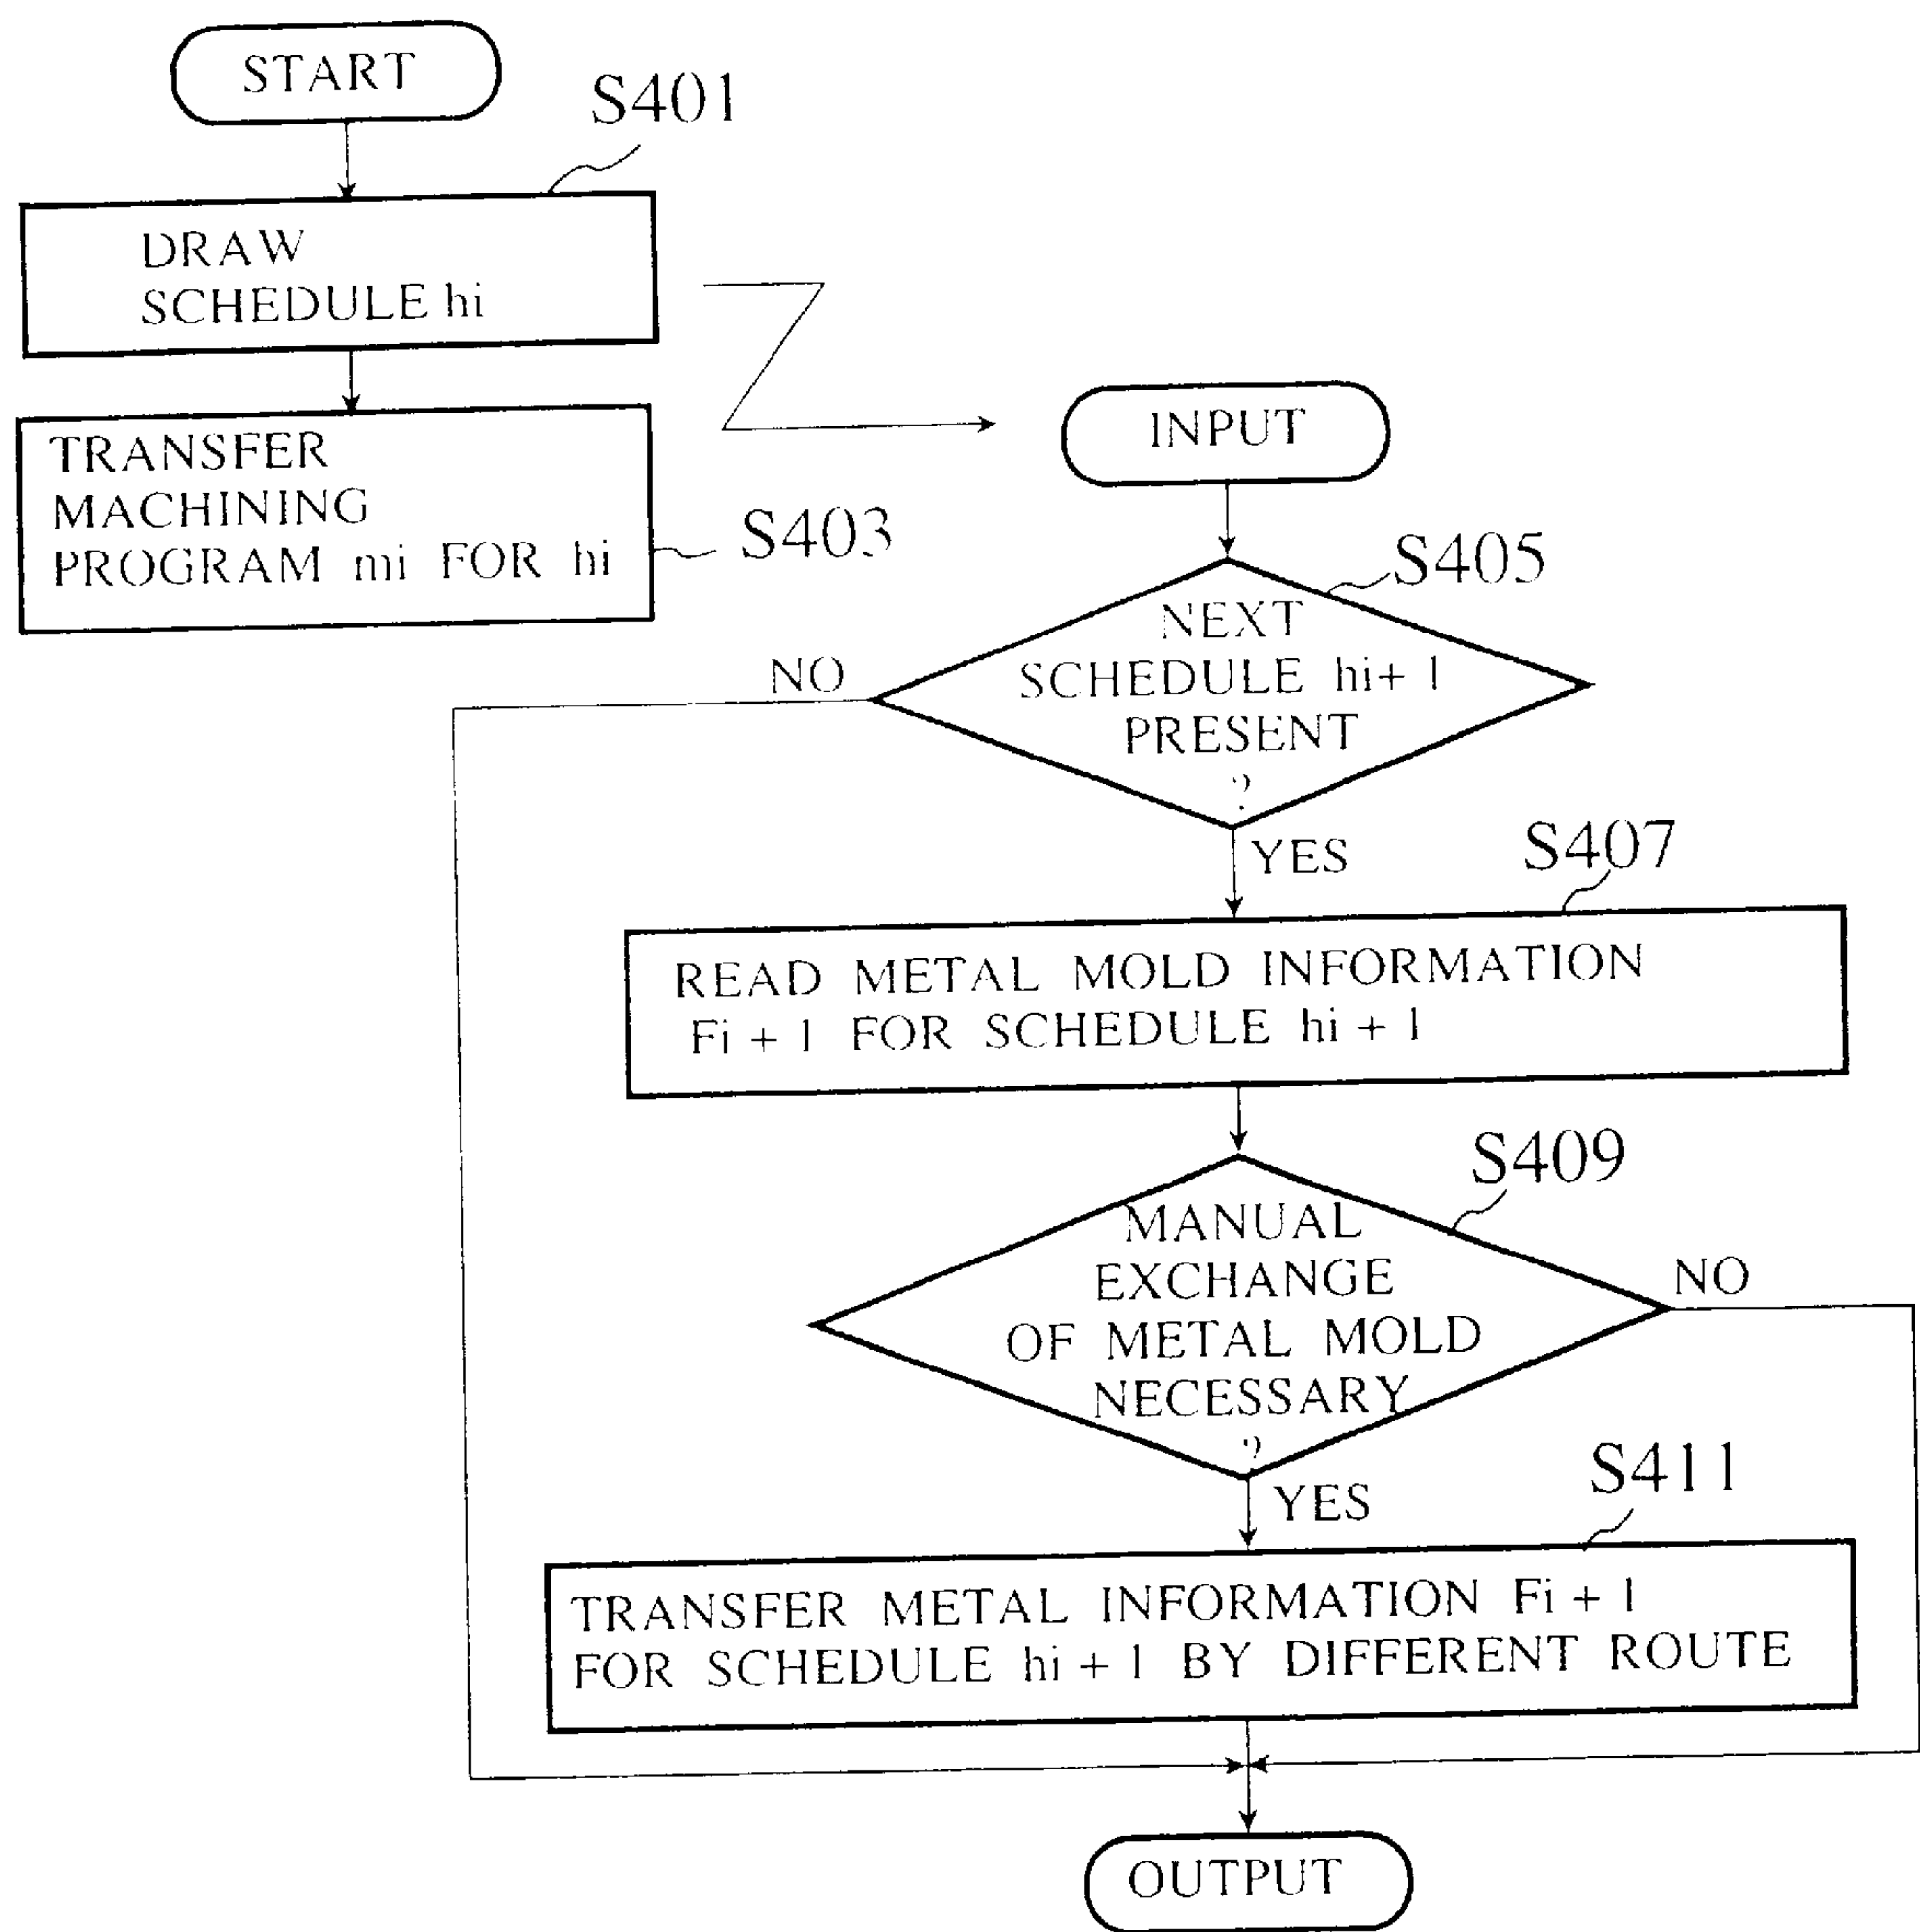 START
S401
DRAW
SCHEDULE hi
TRANSFER
MACHINING
PROGRAM mi FOR hi
S403
INPUT
S405
NEXT
SCHEDULE hi+ 1
PRESENT
?
NO
YES
S407
READ METAL MOLD INFORMATION
Fi + 1 FOR SCHEDULE hi + 1
S409
MANUAL
EXCHANGE
OF METAL MOLD
NECESSARY
?
NO
YES
S411
TRANSFER METAL INFORMATION Fi + 1
FOR SCHEDULE hi + 1 BY DIFFERENT ROUTE
OUTPUT